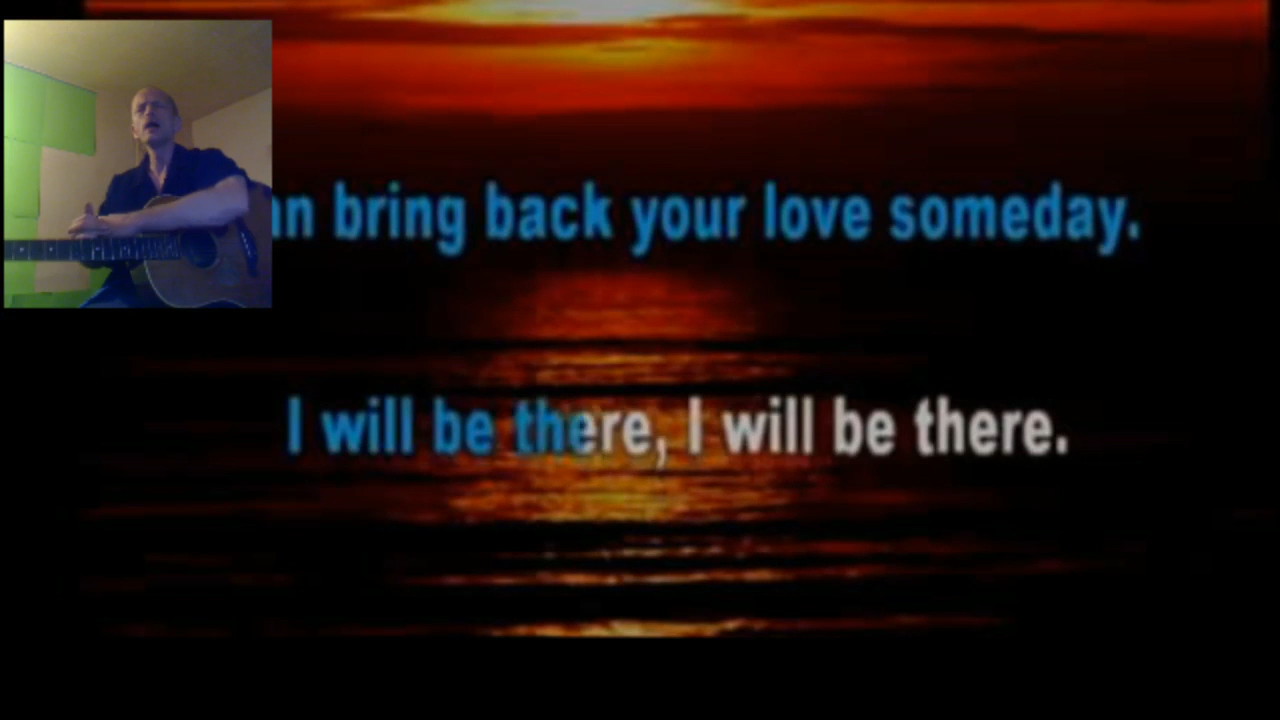 bring back your love someday.
I will be there, I will be there.